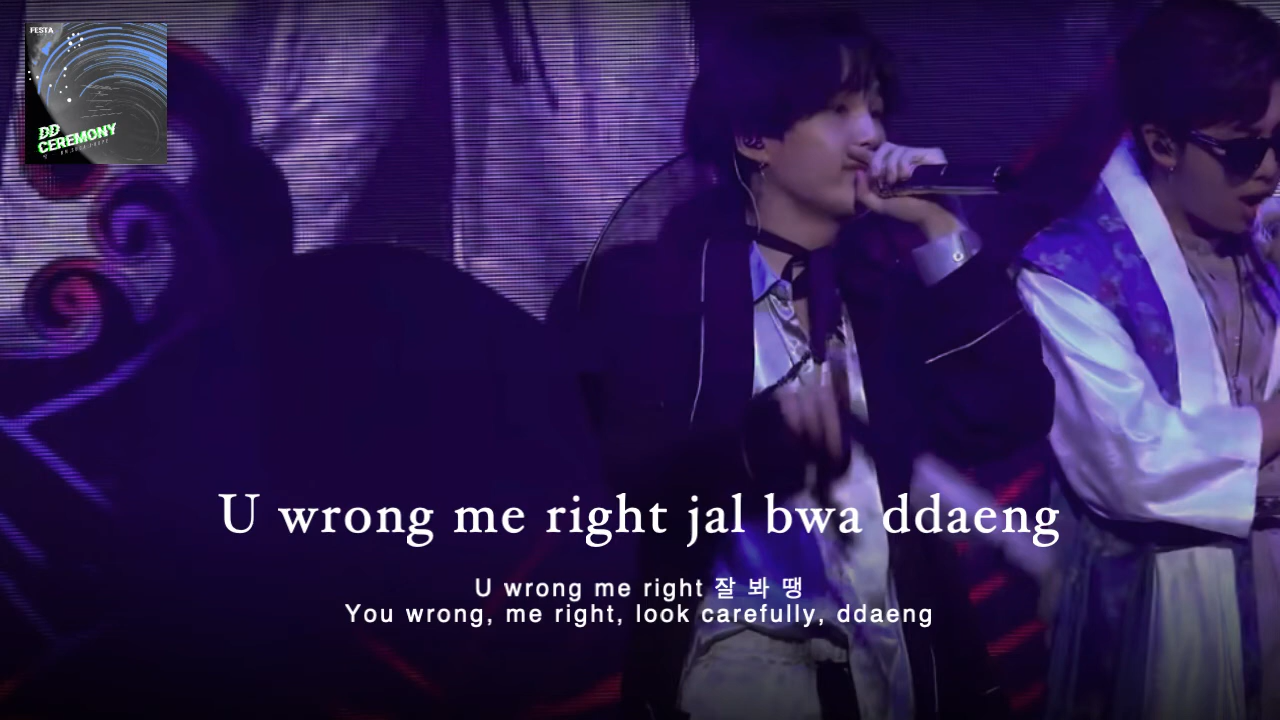 FESTA
DD
CEREMONY
U wrong me right jal bwa ddaeng
U wrong me right 잘 봐 땡
You wrong, me right, look carefully, ddaeng